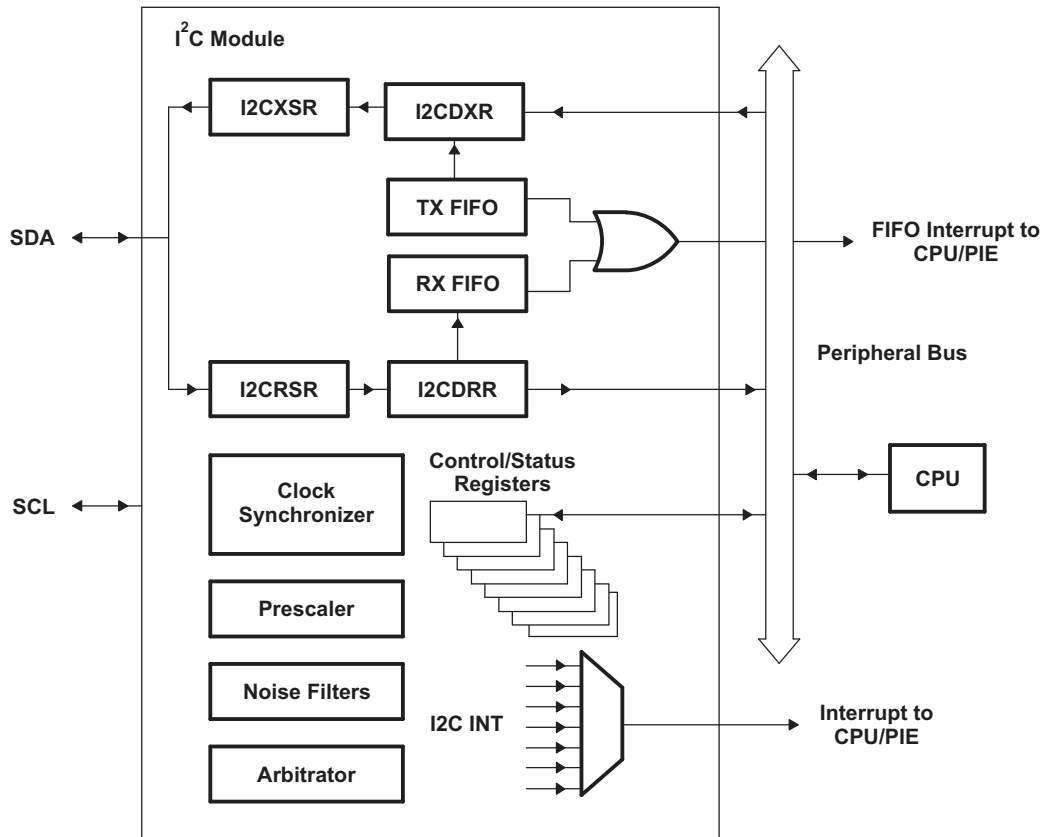 I²C Module
I2CXSR
I2CDXR
TX FIFO
SDA
FIFO Interrupt to
CPU/PIE
RX FIFO
Peripheral Bus
I2CRSR
I2CDRR
Control/Status
Registers
CPU
SCL
Clock
Synchronizer
Prescaler
Noise Filters
I2C INT
Interrupt to
CPU/PIE
Arbitrator